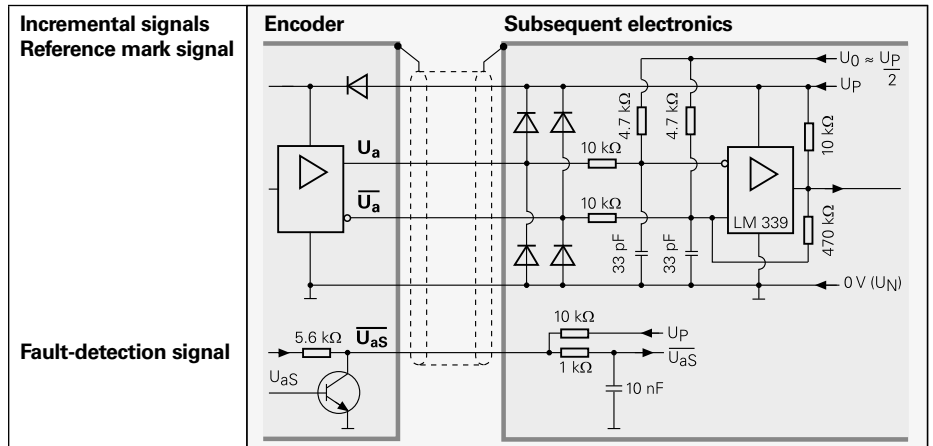 Incremental signals
Reference mark signal
Encoder
Subsequent electronics
U0 ≈ UP
2
UP
4.7 kΩ
4.7 kΩ
10 kΩ
10 kΩ
Ua
10 kΩ
Ua
LM 339
470 kΩ
33 pF
33 pF
0 V (UN)
Fault-detection signal
5.6 kΩ
UaS
10 kΩ
UP
UaS
1 kΩ
UaS
10 nF